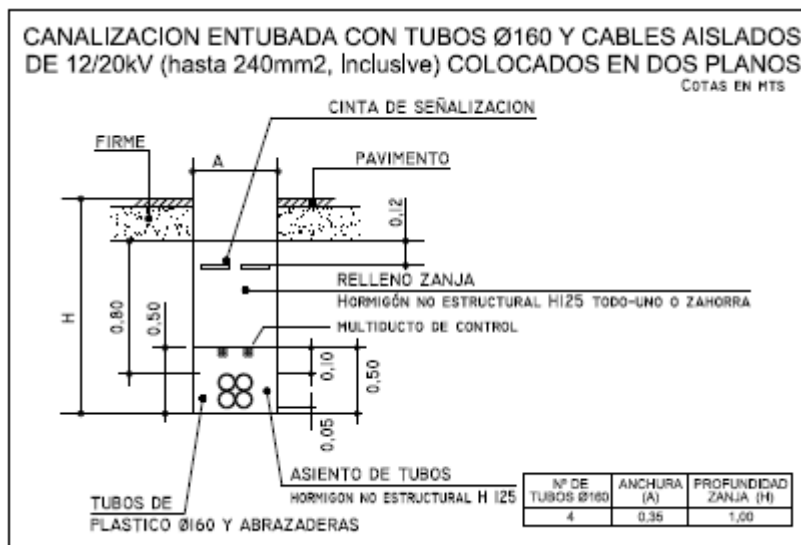 CANALIZACION ENTUBADA CON TUBOS Ø160 Y CABLES AISLADOS
DE 12/20kV (hasta 240mm2, inclusive) COLOCADOS EN DOS PLANOS
COTAS EN MTS
CINTA DE SEÑALIZACION
FIRME
A
PAVIMENTO
0,12
RELLENO ZANJA
HORMIGÓN NO ESTRUCTURAL H125 TODO-UNO O ZAHORRA
H
0,80
0,50
MULTIDUCTO DE CONTROL
0,10
0,50
0,05
ASIENTO DE TUBOS
HORMIGON NO ESTRUCTURAL H 125
TUBOS DE
PLASTICO Ø160 Y ABRAZADERAS
Nº DE TUBOS Ø160 ANCHURA (A) PROFUNDIDAD ZANJA (H)
4 0,35 1,00